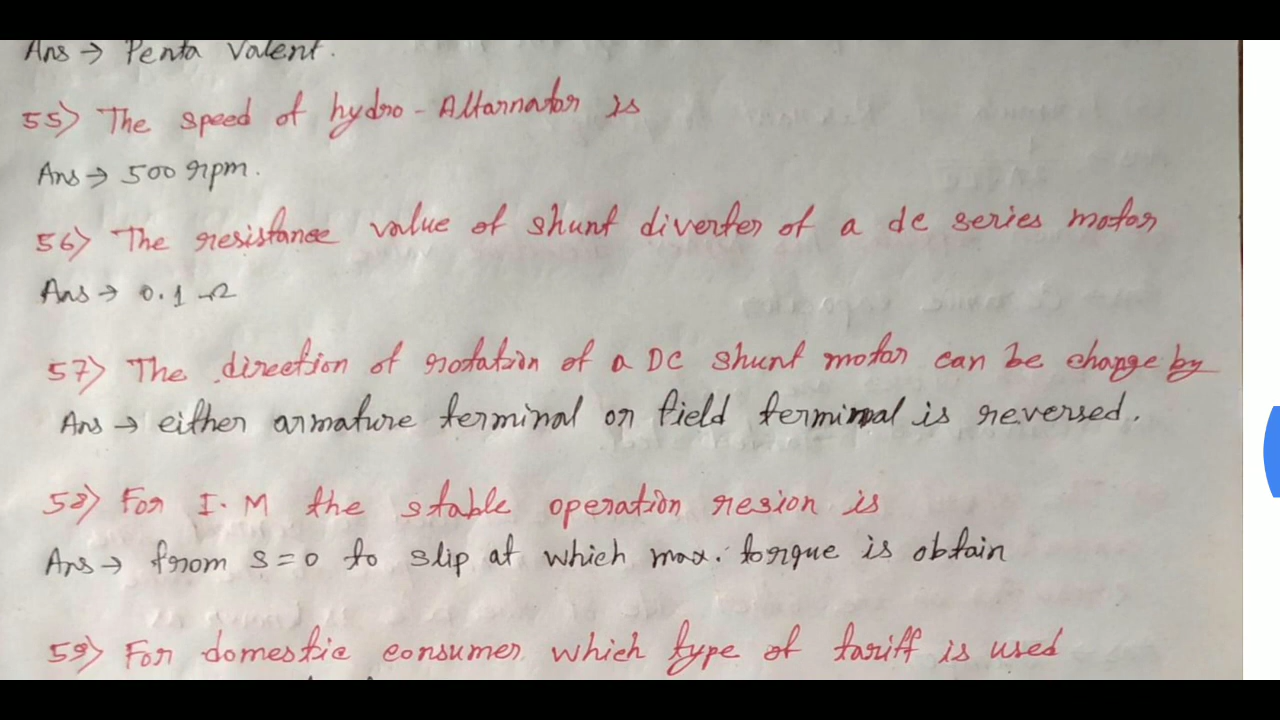 Ans → Penta Valent.
55) The speed of hydro - Altarnator is
Ans → 500 rpm.
56) The resistance value of shunt diverter of a dc series motor
Ans → 0.1 Ω
57) The direction of rotation of a DC shunt motor can be change by
Ans → either armature terminal or field terminal is reversed.
58) For I.M the stable operation resion is
Ans → from s=0 to slip at which max. torque is obtain
59) For domestic consumer which type of tariff is used